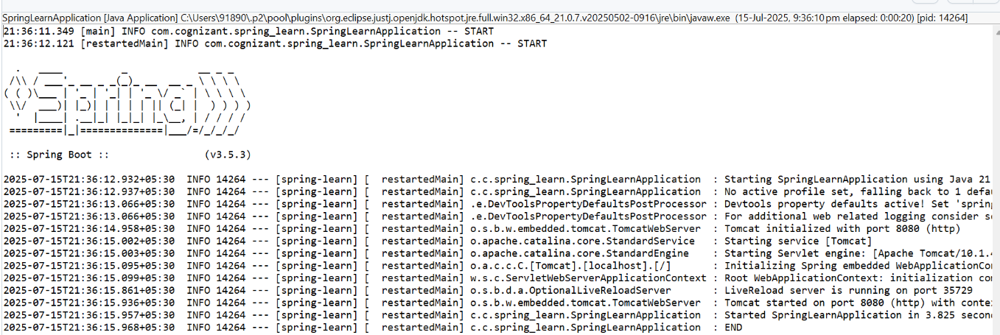 SpringLearnApplication [Java Application] C:\Users\91890\.p2\pool\plugins\org.eclipse.justj.openjdk.hotspot.jre.full.win32.x86_64_21.0.7.v20250502-0916\jre\bin\javaw.exe (15-Jul-2025, 9:36:10 pm elapsed: 0:00:20) [pid: 14264]
21:36:11.349 [main] INFO com.cognizant.spring_learn.SpringLearnApplication -- START
21:36:12.121 [restartedMain] INFO com.cognizant.spring_learn.SpringLearnApplication -- START
  .   ____          _            __ _ _
 /\\ / ___'_ __ _ _(_)_ __  __ _ \ \ \ \
( ( )\___ | '_ | '_| | '_ \/ _` | \ \ \ \
 \\/  ___)| |_)| | | | | || (_| |  ) ) ) )
  '  |____| .__|_| |_|_| |_\__, | / / / /
 =========|_|==============|___/=/_/_/_/
 :: Spring Boot ::                (v3.5.3)
2025-07-15T21:36:12.932+05:30  INFO 14264 --- [spring-learn] [  restartedMain] c.c.spring_learn.SpringLearnApplication  : Starting SpringLearnApplication using Java 21
2025-07-15T21:36:12.937+05:30  INFO 14264 --- [spring-learn] [  restartedMain] c.c.spring_learn.SpringLearnApplication  : No active profile set, falling back to 1
2025-07-15T21:36:13.066+05:30  INFO 14264 --- [spring-learn] [  restartedMain] .e.DevToolsPropertyDefaultsPostProcessor : Devtools property defaults active! Set 'spring
2025-07-15T21:36:13.066+05:30  INFO 14264 --- [spring-learn] [  restartedMain] .e.DevToolsPropertyDefaultsPostProcessor : For additional web related logging consider
2025-07-15T21:36:14.958+05:30  INFO 14264 --- [spring-learn] [  restartedMain] o.s.b.w.embedded.tomcat.TomcatWebServer  : Tomcat initialized with port 8080 (http)
2025-07-15T21:36:15.002+05:30  INFO 14264 --- [spring-learn] [  restartedMain] o.apache.catalina.core.StandardService   : Starting service [Tomcat]
2025-07-15T21:36:15.003+05:30  INFO 14264 --- [spring-learn] [  restartedMain] o.apache.catalina.core.StandardEngine    : Starting Servlet engine: [Apache Tomcat/10.1.4
2025-07-15T21:36:15.095+05:30  INFO 14264 --- [spring-learn] [  restartedMain] o.a.c.c.C.[Tomcat].[localhost].[/]       : Initializing Spring embedded WebApplicationCon
2025-07-15T21:36:15.099+05:30  INFO 14264 --- [spring-learn] [  restartedMain] w.s.c.ServletWebServerApplicationContext : Root WebApplicationContext: initialization
2025-07-15T21:36:15.861+05:30  INFO 14264 --- [spring-learn] [  restartedMain] o.s.b.d.a.OptionalLiveReloadServer       : LiveReload server is running on port 35729
2025-07-15T21:36:15.936+05:30  INFO 14264 --- [spring-learn] [  restartedMain] o.s.b.w.embedded.tomcat.TomcatWebServer  : Tomcat started on port 8080 (http) with
2025-07-15T21:36:15.957+05:30  INFO 14264 --- [spring-learn] [  restartedMain] c.c.spring_learn.SpringLearnApplication  : Started SpringLearnApplication in 3.825
2025-07-15T21:36:15.968+05:30  INFO 14264 --- [spring-learn] [  restartedMain] c.c.spring_learn.SpringLearnApplication  : END